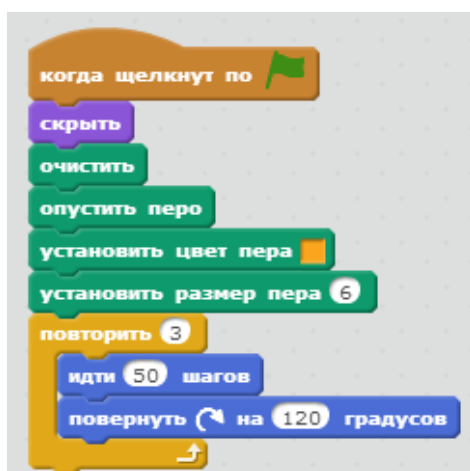 когда щелкнут по
скрыть
очистить
опустить перо
установить цвет пера
установить размер пера 6
повторить 3
идти 50 шагов
повернуть на 120 градусов